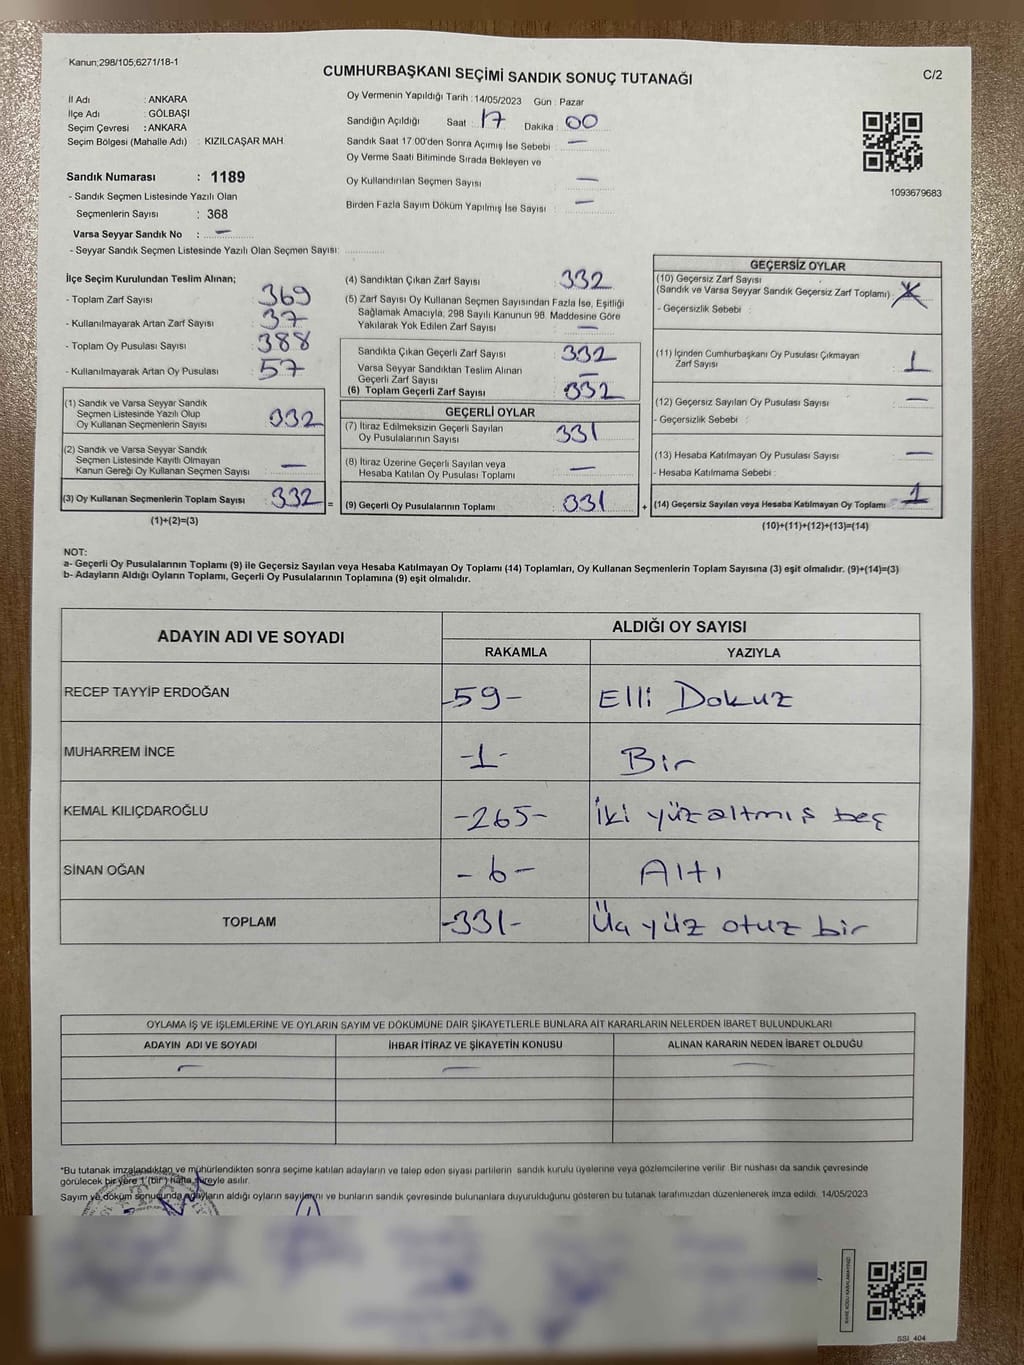 Kanun;298/105;6271/18-1
CUMHURBAŞKANI SEÇİMİ SANDIK SONUÇ TUTANAĞI
C/2
İl Adı : ANKARA
İlçe Adı : GÖLBAŞI
Seçim Çevresi : ANKARA
Seçim Bölgesi (Mahalle Adı) : KIZILCAŞAR MAH
Sandık Numarası : 1189
- Sandık Seçmen Listesinde Yazılı Olan
Seçmenlerin Sayısı : 368
Varsa Seyyar Sandık No : —
- Seyyar Sandık Seçmen Listesinde Yazılı Olan Seçmen Sayısı:
Oy Vermenin Yapıldığı Tarih : 14/05/2023 Gün : Pazar
Sandığın Açıldığı Saat : 17 Dakika : 00
Sandık Saat 17:00'den Sonra Açımış İse Sebebi : —
Oy Verme Saati Bitiminde Sırada Bekleyen ve
Oy Kullandırılan Seçmen Sayısı : —
Birden Fazla Sayım Döküm Yapılmış İse Sayısı : —
1093679683
İlçe Seçim Kurulundan Teslim Alınan;
- Toplam Zarf Sayısı : 369
- Kullanılmayarak Artan Zarf Sayısı : 37
- Toplam Oy Pusulası Sayısı : 388
- Kullanılmayarak Artan Oy Pusulası : 57
(1) Sandık ve Varsa Seyyar Sandık
Seçmen Listesinde Yazılı Olup
Oy Kullanan Seçmenlerin Sayısı : 332
(2) Sandık ve Varsa Seyyar Sandık
Seçmen Listesinde Kayıtlı Olmayan
Kanun Gereği Oy Kullanan Seçmen Sayısı : —
(3) Oy Kullanan Seçmenlerin Toplam Sayısı : 332 =
(1)+(2)=(3)
(4) Sandıktan Çıkan Zarf Sayısı : 332
(5) Zarf Sayısı Oy Kullanan Seçmen Sayısından Fazla İse, Eşitliği
Sağlamak Amacıyla, 298 Sayılı Kanunun 98. Maddesine Göre
Yakılarak Yok Edilen Zarf Sayısı : —
Sandıkta Çıkan Geçerli Zarf Sayısı : 332
Varsa Seyyar Sandıktan Teslim Alınan
Geçerli Zarf Sayısı : —
(6) Toplam Geçerli Zarf Sayısı : 332
GEÇERLİ OYLAR
(7) İtiraz Edilmeksizin Geçerli Sayılan
Oy Pusulalarının Sayısı : 331
(8) İtiraz Üzerine Geçerli Sayılan veya
Hesaba Katılan Oy Pusulası Toplamı : —
(9) Geçerli Oy Pusulalarının Toplamı : 331 +
GEÇERSİZ OYLAR
(10) Geçersiz Zarf Sayısı
(Sandık ve Varsa Seyyar Sandık Geçersiz Zarf Toplamı) :
- Geçersizlik Sebebi :
(11) İçinden Cumhurbaşkanı Oy Pusulası Çıkmayan
Zarf Sayısı : 1
(12) Geçersiz Sayılan Oy Pusulası Sayısı : —
- Geçersizlik Sebebi :
(13) Hesaba Katılmayan Oy Pusulası Sayısı : —
- Hesaba Katılmama Sebebi :
(14) Geçersiz Sayılan veya Hesaba Katılmayan Oy Toplamı : 1
(10)+(11)+(12)+(13)=(14)
NOT:
a- Geçerli Oy Pusulalarının Toplamı (9) ile Geçersiz Sayılan veya Hesaba Katılmayan Oy Toplamı (14) Toplamları, Oy Kullanan Seçmenlerin Toplam Sayısına (3) eşit olmalıdır. (9)+(14)=(3)
b- Adayların Aldığı Oyların Toplamı, Geçerli Oy Pusulalarının Toplamına (9) eşit olmalıdır.
ADAYIN ADI VE SOYADI
ALDIĞI OY SAYISI
RAKAMLA YAZIYLA
RECEP TAYYİP ERDOĞAN -59- Elli Dokuz
MUHARREM İNCE -1- Bir
KEMAL KILIÇDAROĞLU -265- İki yüzaltmış beş
SİNAN OĞAN -6- Altı
TOPLAM -331- Üç yüz otuz bir
OYLAMA İŞ VE İŞLEMLERİNE VE OYLARIN SAYIM VE DÖKÜMÜNE DAİR ŞİKAYETLERLE BUNLARA AİT KARARLARIN NELERDEN İBARET BULUNDUKLARI
ADAYIN ADI VE SOYADI İHBAR İTİRAZ VE ŞİKAYETİN KONUSU ALINAN KARARIN NEDEN İBARET OLDUĞU
— — —
*Bu tutanak imzalandıktan ve mühürlendikten sonra seçime katılan adayların ve talep eden siyasi partilerin sandık kurulu üyelerine veya gözlemcilerine verilir. Bir nüshası da sandık çevresinde
görülecek bir yere 1 (bir) hafta süreyle asılır.
Sayım ve döküm sonucunda adayların aldığı oyların sayılarını ve bunların sandık çevresinde bulunanlara duyurulduğunu gösteren bu tutanak tarafımızdan düzenlenerek imza edildi. 14/05/2023
SSI_404